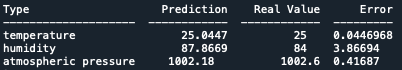 Type Prediction Real Value Error
temperature 25.0447 25 0.0446968
humidity 87.8669 84 3.86694
atmospheric pressure 1002.18 1002.6 0.41687